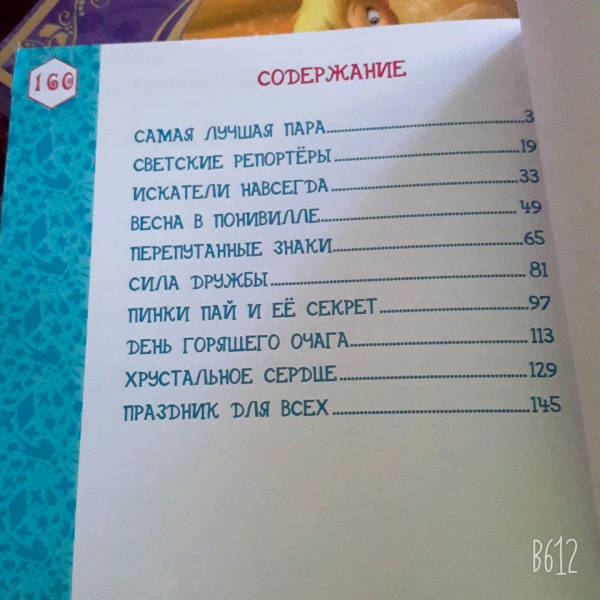 160
СОДЕРЖАНИЕ
САМАЯ ЛУЧШАЯ ПАРА 3
СВЕТСКИЕ РЕПОРТЁРЫ 19
ИСКАТЕЛИ НАВСЕГДА 33
ВЕСНА В ПОНИВИЛЛЕ 49
ПЕРЕПУТАННЫЕ ЗНАКИ 65
СИЛА ДРУЖБЫ 81
ПИНКИ ПАЙ И ЕЁ СЕКРЕТ 97
ДЕНЬ ГОРЯЩЕГО ОЧАГА 113
ХРУСТАЛЬНОЕ СЕРДЦЕ 129
ПРАЗДНИК ДЛЯ ВСЕХ 145
B612